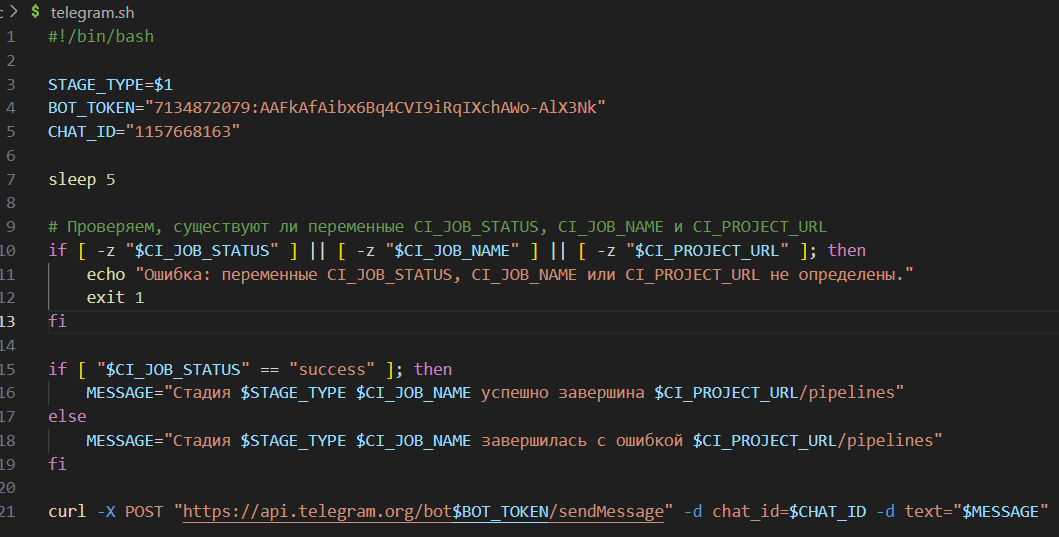 c > $ telegram.sh
1 #!/bin/bash
2
3 STAGE_TYPE=$1
4 BOT_TOKEN="7134872079:AAFkAfAibx6Bq4CVI9iRqIXchAWo-AlX3Nk"
5 CHAT_ID="1157668163"
6
7 sleep 5
8
9 # Проверяем, существуют ли переменные CI_JOB_STATUS, CI_JOB_NAME и CI_PROJECT_URL
10 if [ -z "$CI_JOB_STATUS" ] || [ -z "$CI_JOB_NAME" ] || [ -z "$CI_PROJECT_URL" ]; then
11     echo "Ошибка: переменные CI_JOB_STATUS, CI_JOB_NAME или CI_PROJECT_URL не определены."
12     exit 1
13 fi
14
15 if [ "$CI_JOB_STATUS" == "success" ]; then
16     MESSAGE="Стадия $STAGE_TYPE $CI_JOB_NAME успешно завершина $CI_PROJECT_URL/pipelines"
17 else
18     MESSAGE="Стадия $STAGE_TYPE $CI_JOB_NAME завершилась с ошибкой $CI_PROJECT_URL/pipelines"
19 fi
20
21 curl -X POST "https://api.telegram.org/bot$BOT_TOKEN/sendMessage" -d chat_id=$CHAT_ID -d text="$MESSAGE"